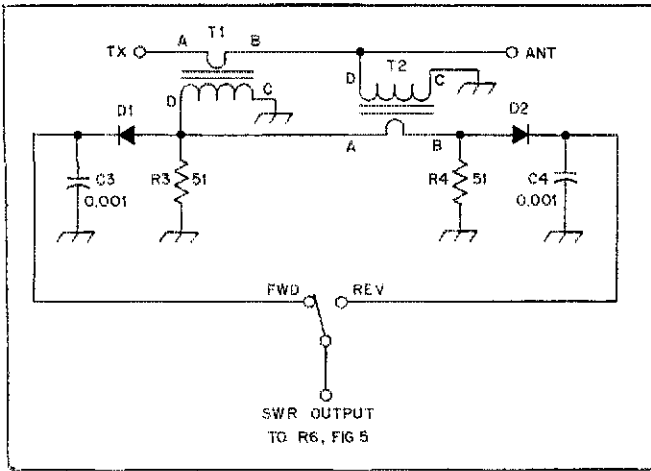 T1
TX A B ANT
D C
T2
D C
D1 D2
A B
C3
0.001
R3 51
R4 51
C4
0.001
FWD REV
SWR OUTPUT
TO R6, FIG 5